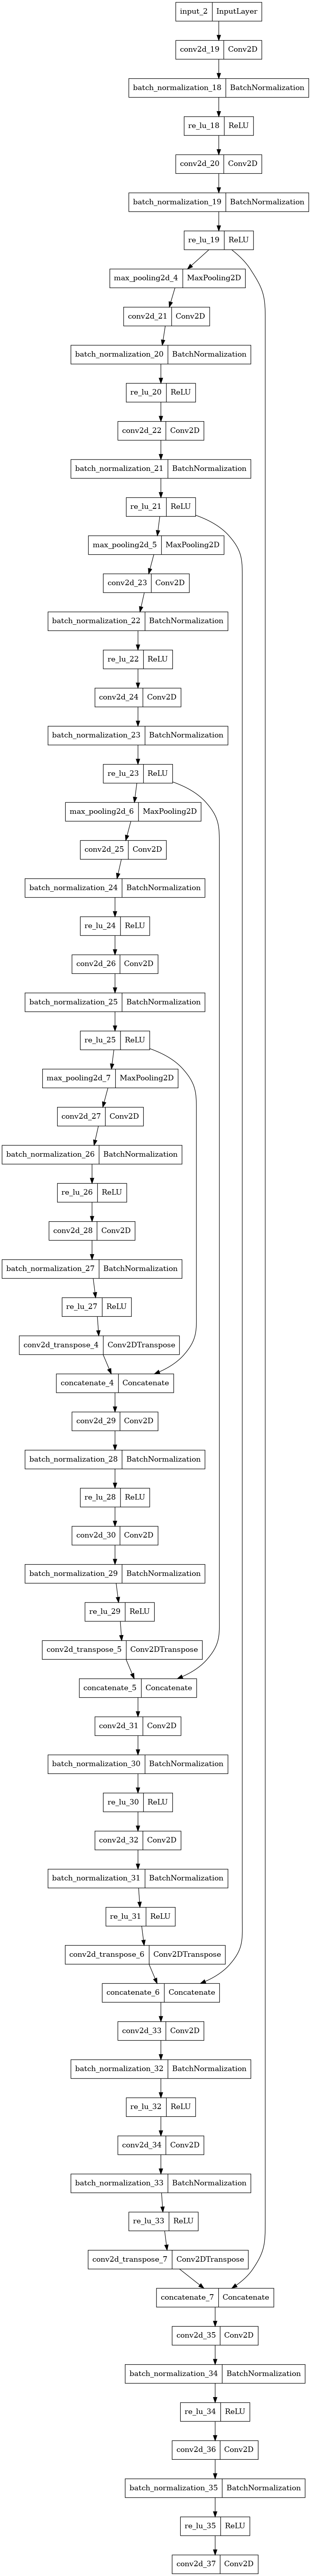 input_2 InputLayer
conv2d_19 Conv2D
batch_normalization_18 BatchNormalization
re_lu_18 ReLU
conv2d_20 Conv2D
batch_normalization_19 BatchNormalization
re_lu_19 ReLU
max_pooling2d_4 MaxPooling2D
conv2d_21 Conv2D
batch_normalization_20 BatchNormalization
re_lu_20 ReLU
conv2d_22 Conv2D
batch_normalization_21 BatchNormalization
re_lu_21 ReLU
max_pooling2d_5 MaxPooling2D
conv2d_23 Conv2D
batch_normalization_22 BatchNormalization
re_lu_22 ReLU
conv2d_24 Conv2D
batch_normalization_23 BatchNormalization
re_lu_23 ReLU
max_pooling2d_6 MaxPooling2D
conv2d_25 Conv2D
batch_normalization_24 BatchNormalization
re_lu_24 ReLU
conv2d_26 Conv2D
batch_normalization_25 BatchNormalization
re_lu_25 ReLU
max_pooling2d_7 MaxPooling2D
conv2d_27 Conv2D
batch_normalization_26 BatchNormalization
re_lu_26 ReLU
conv2d_28 Conv2D
batch_normalization_27 BatchNormalization
re_lu_27 ReLU
conv2d_transpose_4 Conv2DTranspose
concatenate_4 Concatenate
conv2d_29 Conv2D
batch_normalization_28 BatchNormalization
re_lu_28 ReLU
conv2d_30 Conv2D
batch_normalization_29 BatchNormalization
re_lu_29 ReLU
conv2d_transpose_5 Conv2DTranspose
concatenate_5 Concatenate
conv2d_31 Conv2D
batch_normalization_30 BatchNormalization
re_lu_30 ReLU
conv2d_32 Conv2D
batch_normalization_31 BatchNormalization
re_lu_31 ReLU
conv2d_transpose_6 Conv2DTranspose
concatenate_6 Concatenate
conv2d_33 Conv2D
batch_normalization_32 BatchNormalization
re_lu_32 ReLU
conv2d_34 Conv2D
batch_normalization_33 BatchNormalization
re_lu_33 ReLU
conv2d_transpose_7 Conv2DTranspose
concatenate_7 Concatenate
conv2d_35 Conv2D
batch_normalization_34 BatchNormalization
re_lu_34 ReLU
conv2d_36 Conv2D
batch_normalization_35 BatchNormalization
re_lu_35 ReLU
conv2d_37 Conv2D